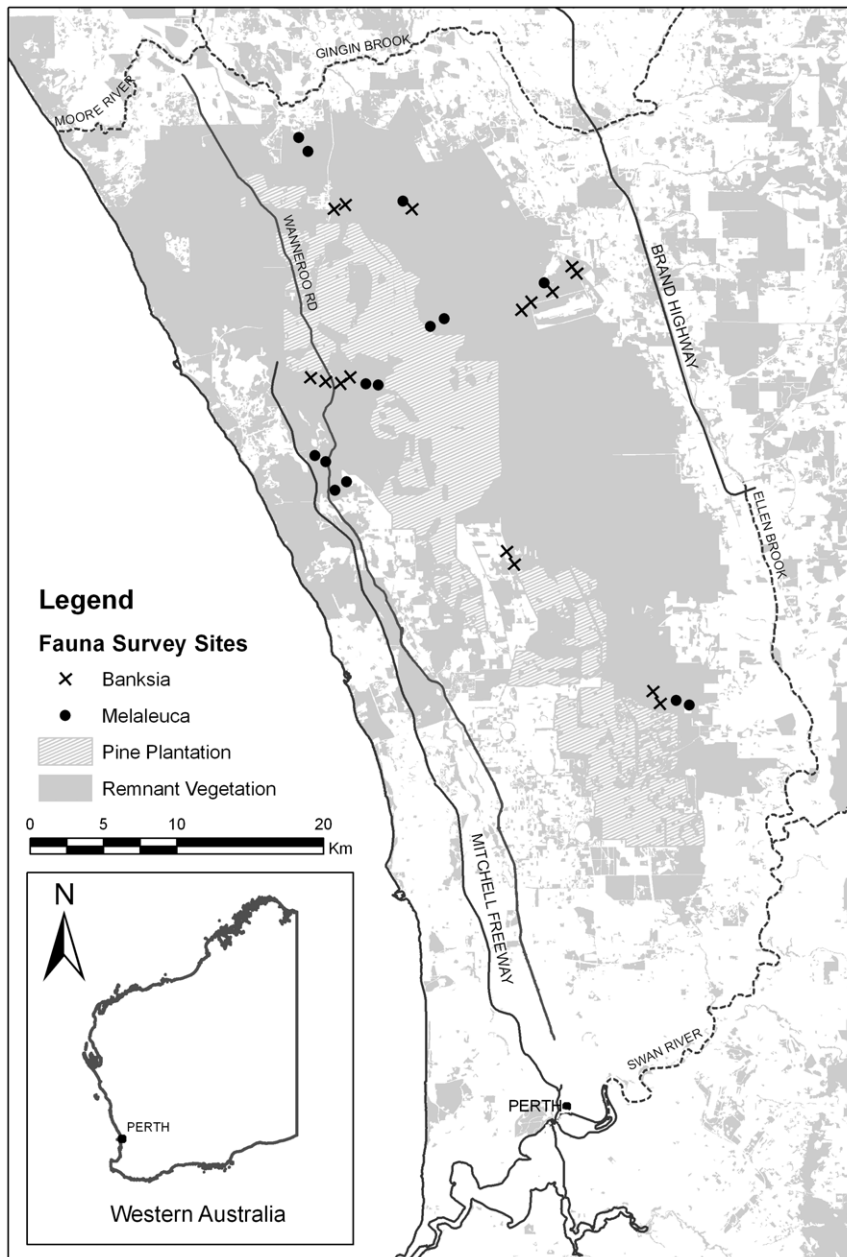 GINGIN BROOK
MOORE RIVER
WANNEROO RD
BRAND HIGHWAY
ELLEN BROOK
Legend
Fauna Survey Sites
Banksia
Melaleuca
Pine Plantation
Remnant Vegetation
0 5 10 20
Km
MITCHELL FREEWAY
N
SWAN RIVER
PERTH
PERTH
Western Australia